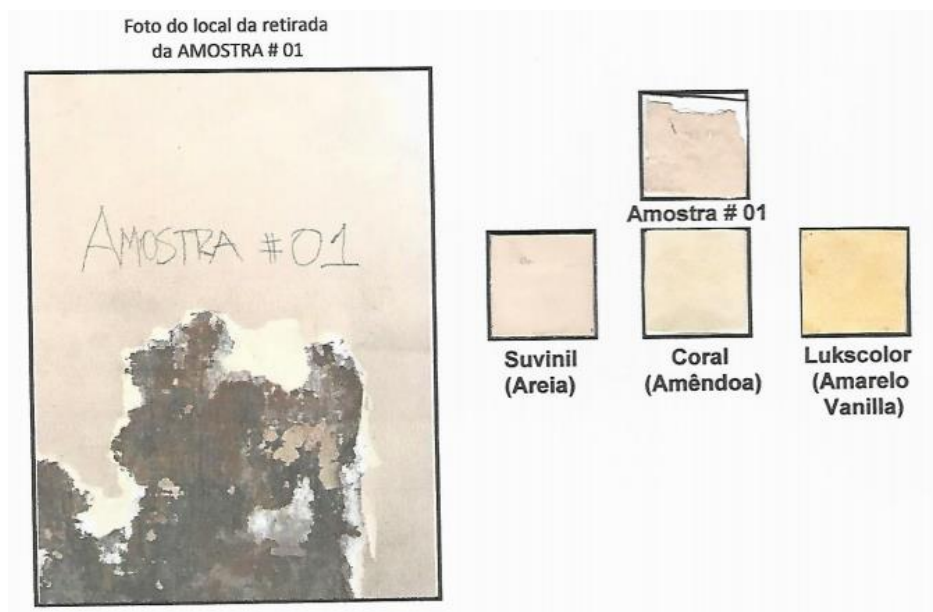 Foto do local da retirada
da AMOSTRA # 01
AMOSTRA #01
Amostra # 01
Suvinil
(Areia)
Coral
(Amêndoa)
Lukscolor
(Amarelo
Vanilla)